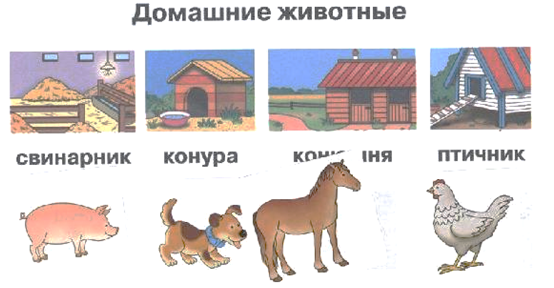 Домашние животные
свинарник конура птичник